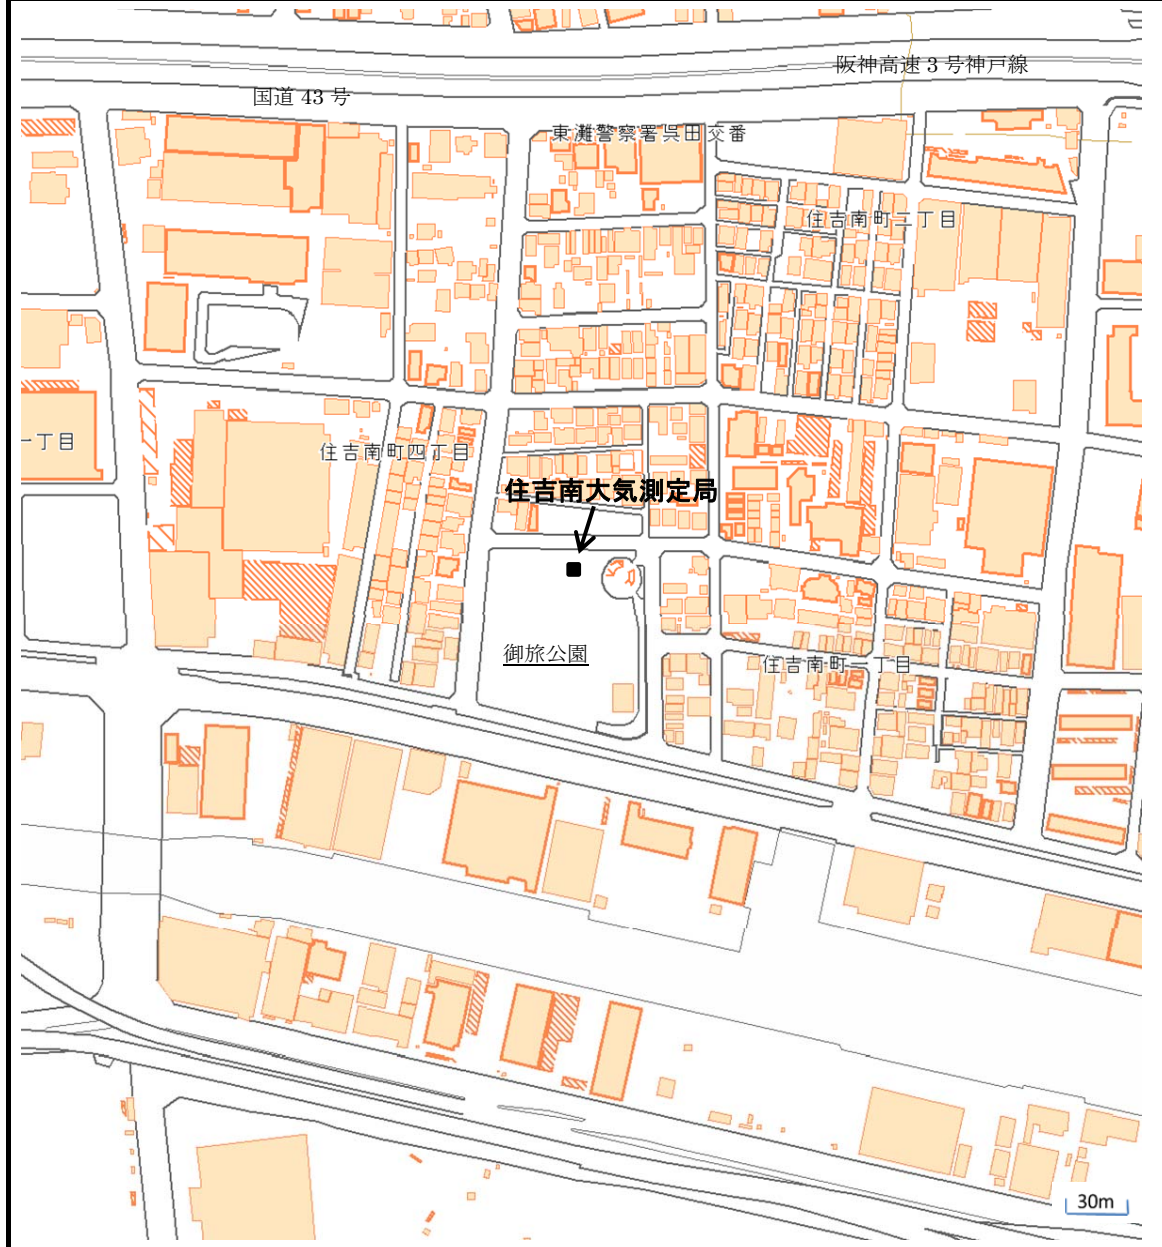 阪神高速3号神戸線
国道43号
東灘警察署呉田交番
住吉南町二丁目
一丁目
住吉南町四丁目
住吉南大気測定局
御旅公園
住吉南町一丁目
30m